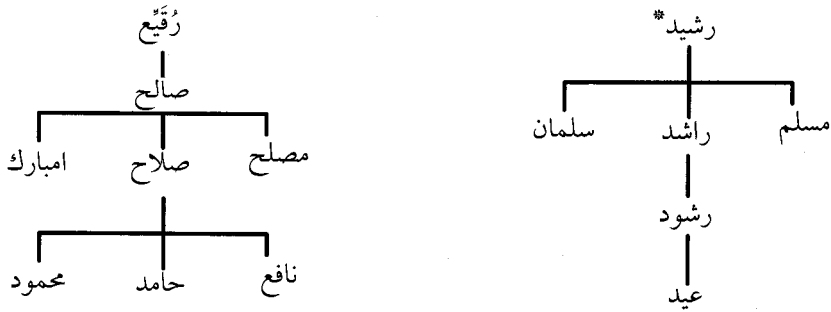 رشيد*
مسلم راشد سلمان
رشود
عيد
رُقَيِّع
صالح
مصلح صلاح امبارك
نافع حامد محمود